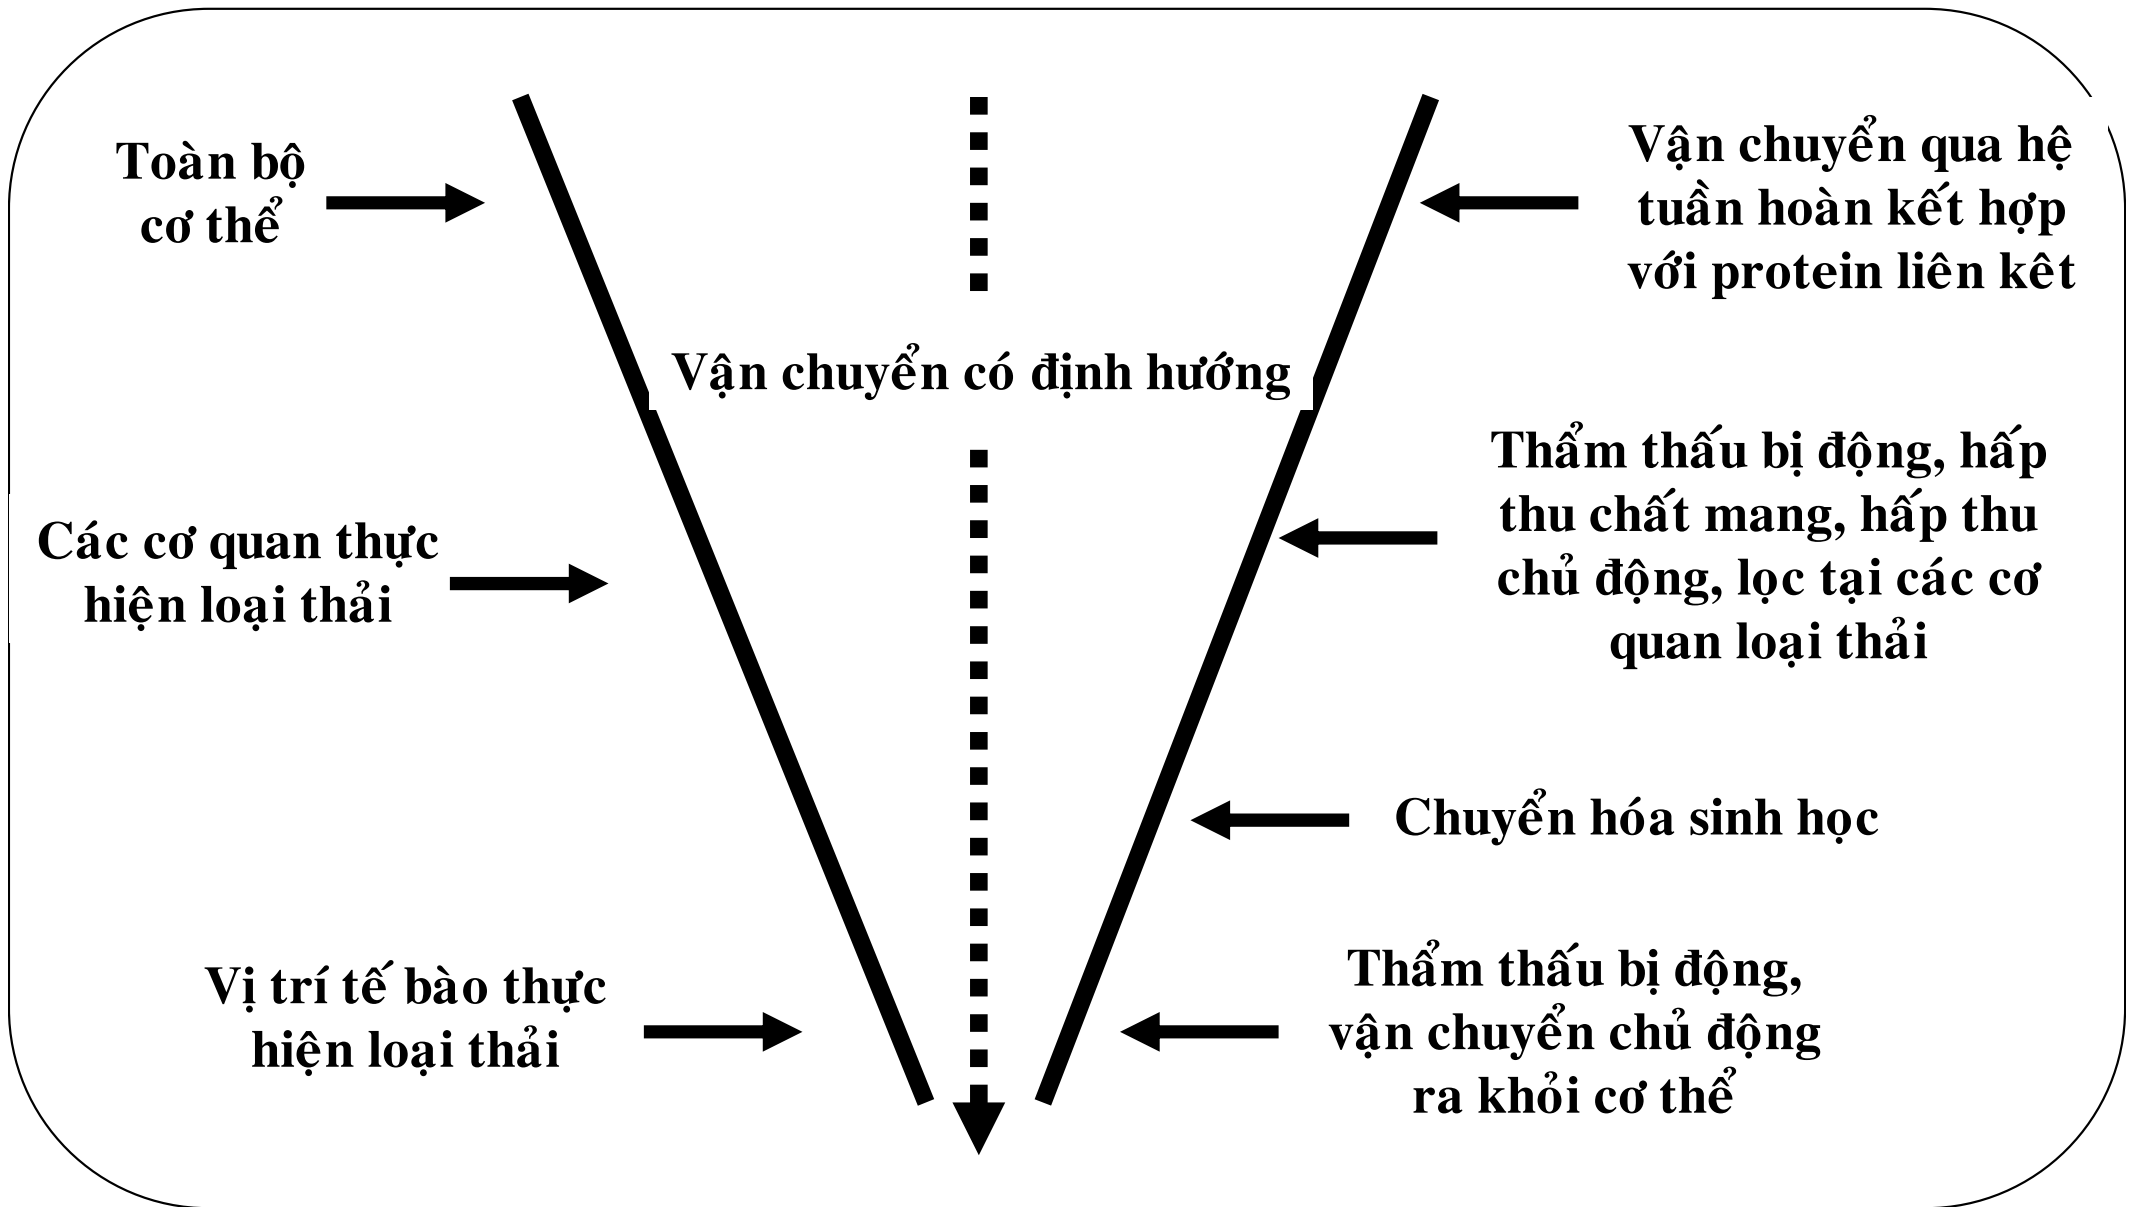 Toàn bộ
cơ thể
Vận chuyển qua hệ
tuần hoàn kết hợp
với protein liên kêt
Vận chuyển có định hướng
Các cơ quan thực
hiện loại thải
Thẩm thấu bị động, hấp
thu chất mang, hấp thu
chủ động, lọc tại các cơ
quan loại thải
Chuyển hóa sinh học
Vị trí tế bào thực
hiện loại thải
Thẩm thấu bị động,
vận chuyển chủ động
ra khỏi cơ thể